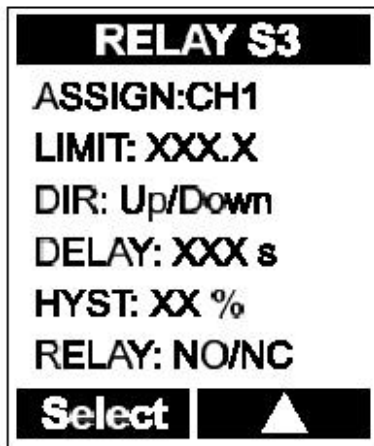 RELAY S3
ASSIGN:CH1
LIMIT: XXX.X
DIR: Up/Down
DELAY: XXX s
HYST: XX %
RELAY: NO/NC
Select